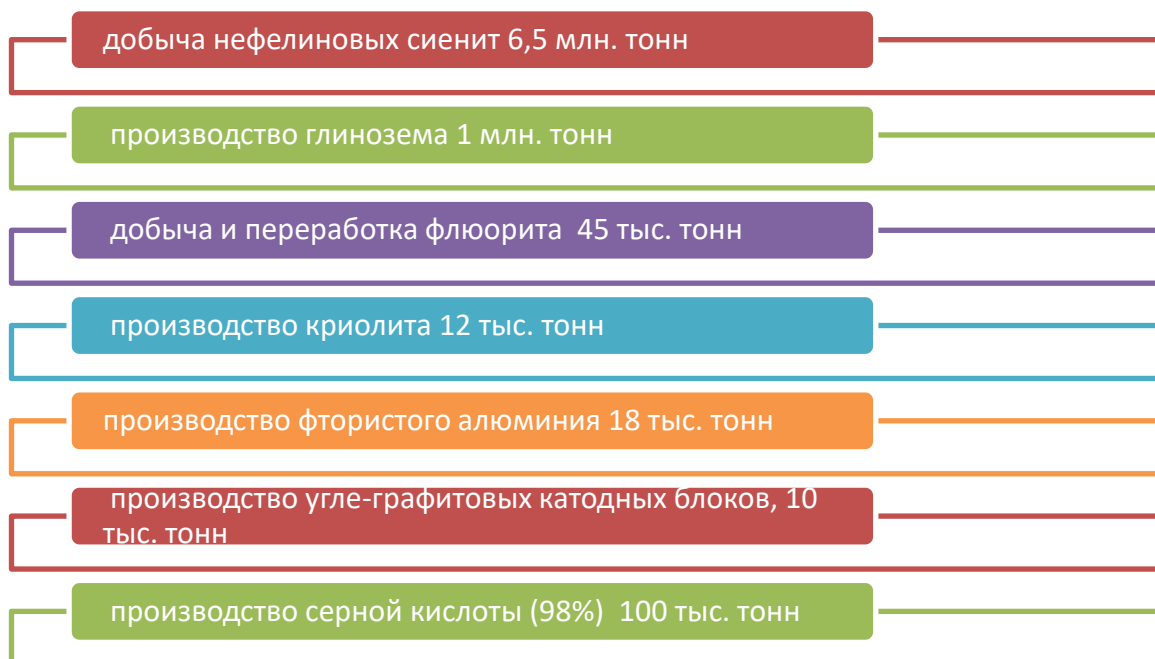 добыча нефелиновых сиенит 6,5 млн. тонн
производство глинозема 1 млн. тонн
добыча и переработка флюорита 45 тыс. тонн
производство криолита 12 тыс. тонн
производство фтористого алюминия 18 тыс. тонн
производство угле-графитовых катодных блоков, 10
тыс. тонн
производство серной кислоты (98%) 100 тыс. тонн